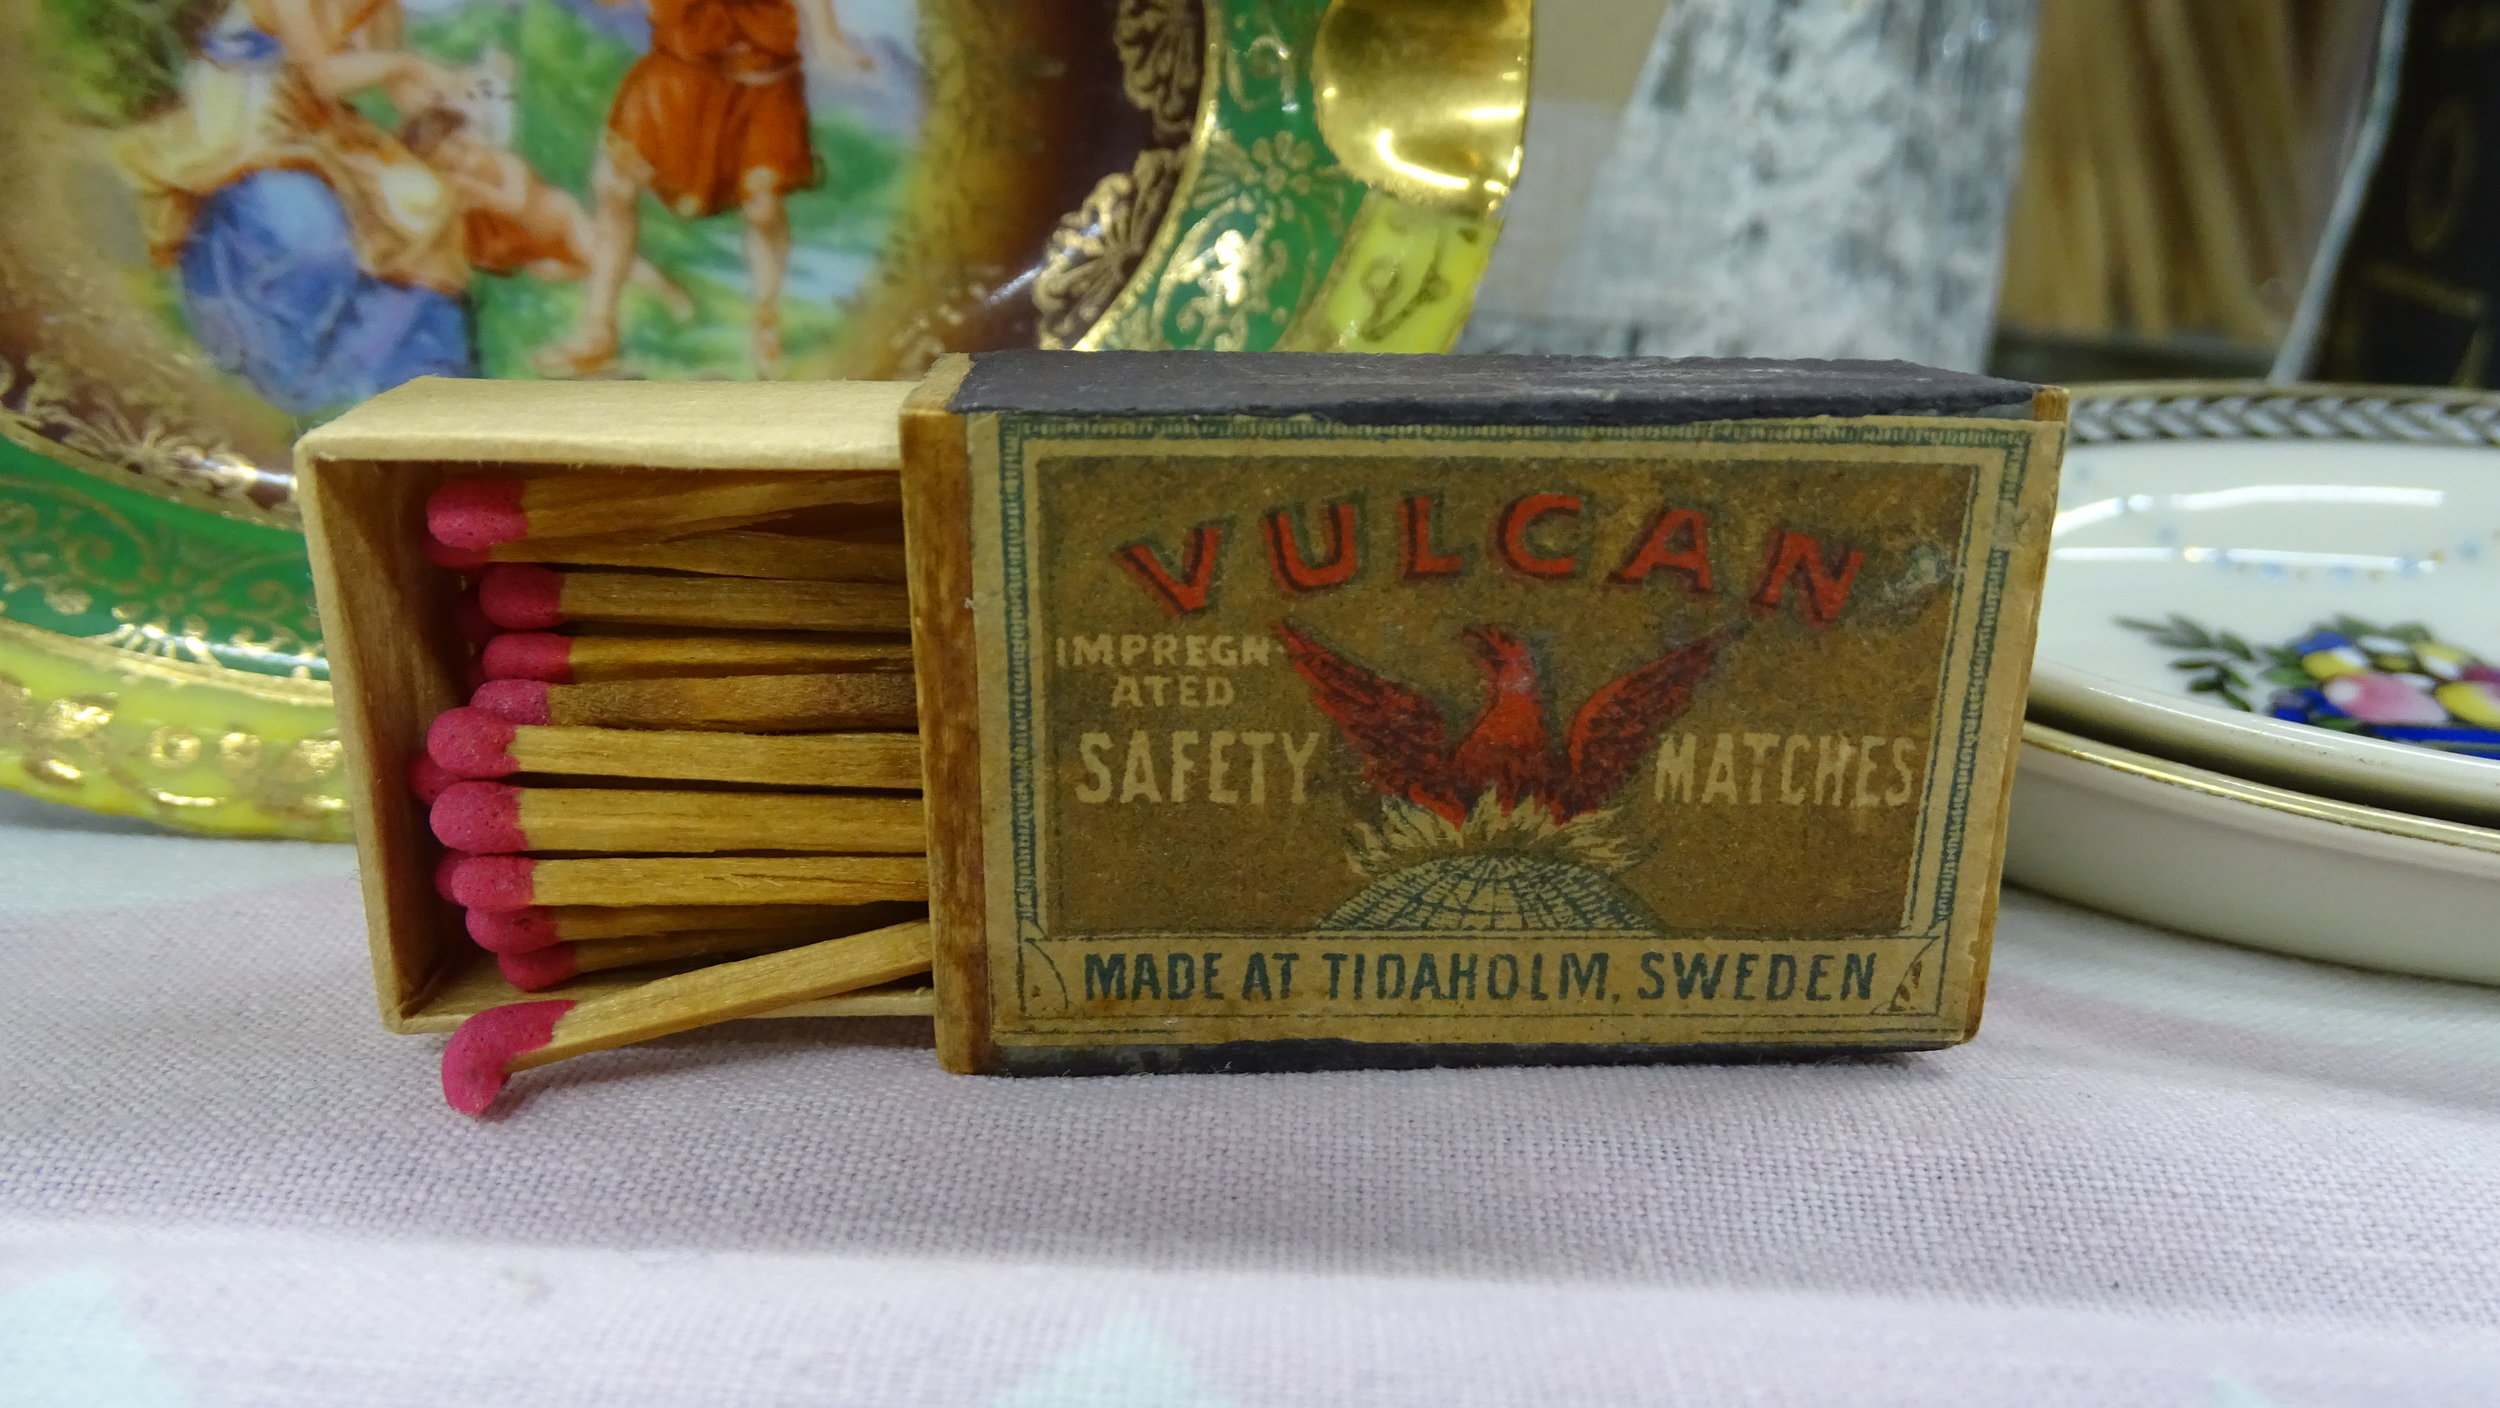 VULCAN
IMPREGN-
ATED
SAFETY MATCHES
MADE AT TIDAHOLM, SWEDEN